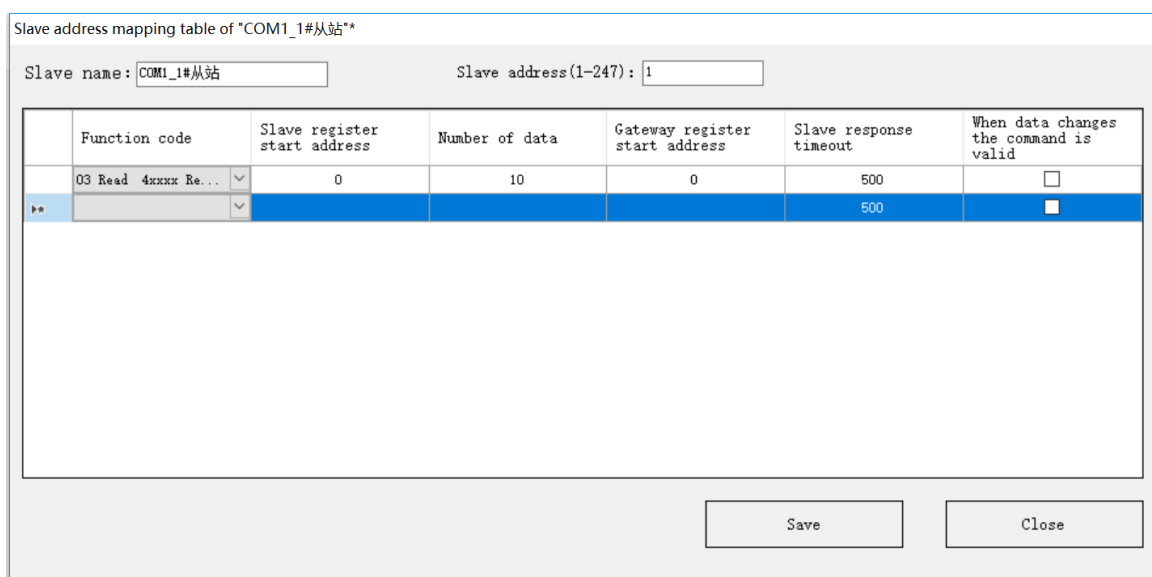 Slave address mapping table of "COM1_1#从站"*
Slave name: COM1_1#从站 Slave address(1-247): 1
Function code
Slave register
start address
Number of data
Gateway register
start address
Slave response
timeout
When data changes
the command is
valid
03 Read 4xxxx Re... 0 10 0 500
500
Save Close